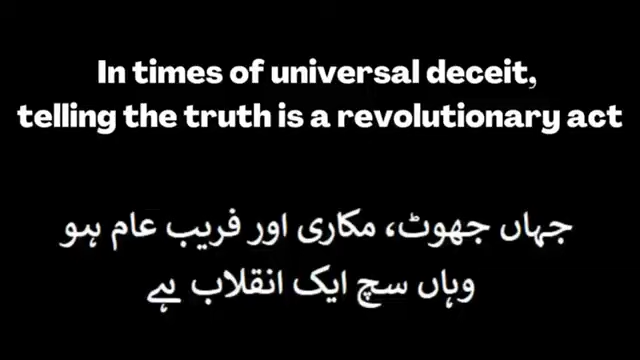 In times of universal deceit,
telling the truth is a revolutionary act
جہاں جھوٹ، مکاری اور فریب عام ہو
وہاں سچ ایک انقلاب ہے